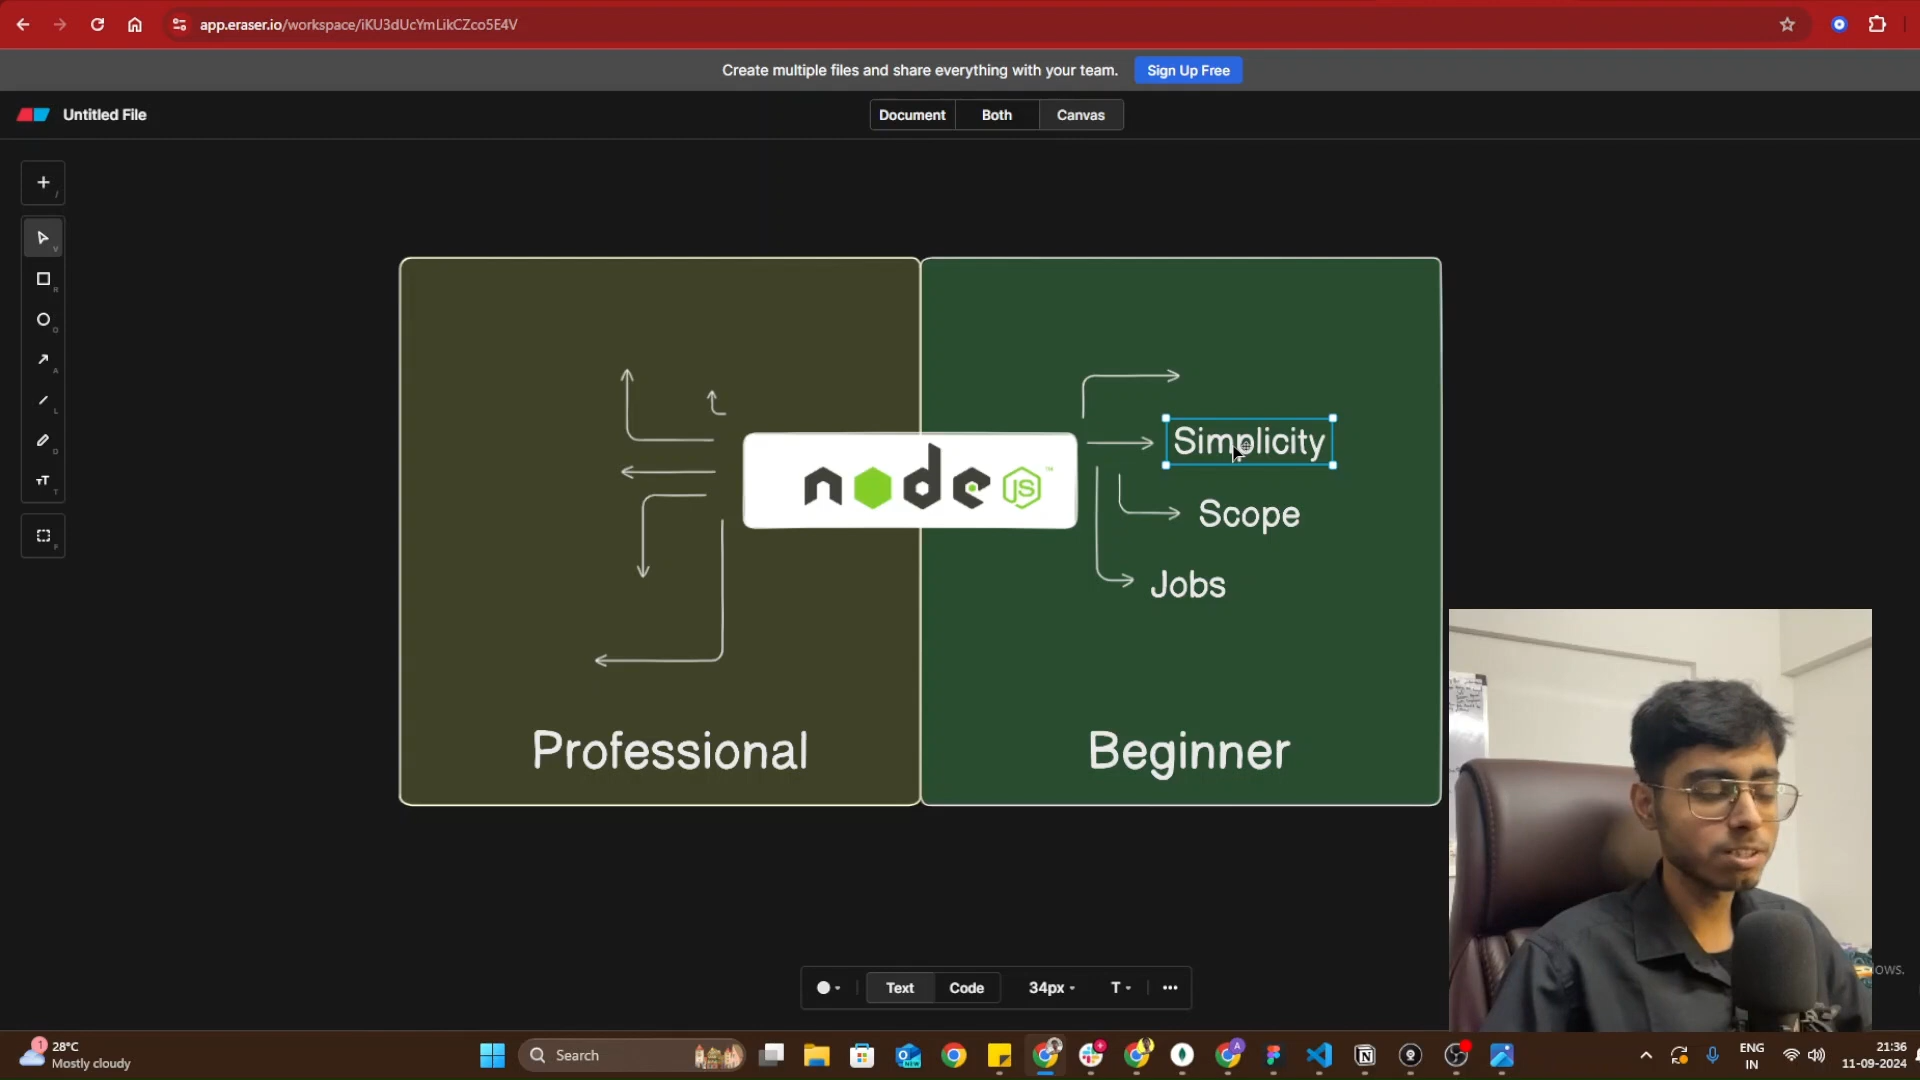 app.eraser.io/workspace/iKU3dUcYmLikCZco5E4V
Create multiple files and share everything with your team. Sign Up Free
Untitled File
Document Both Canvas
/
V
R
O
A
L
D
T
F
node JS ™
Simplicity
Scope
Jobs
Professional
Beginner
Text Code 34px T
28°C
Mostly cloudy
1
Search
ENG
IN
21:36
11-09-2024